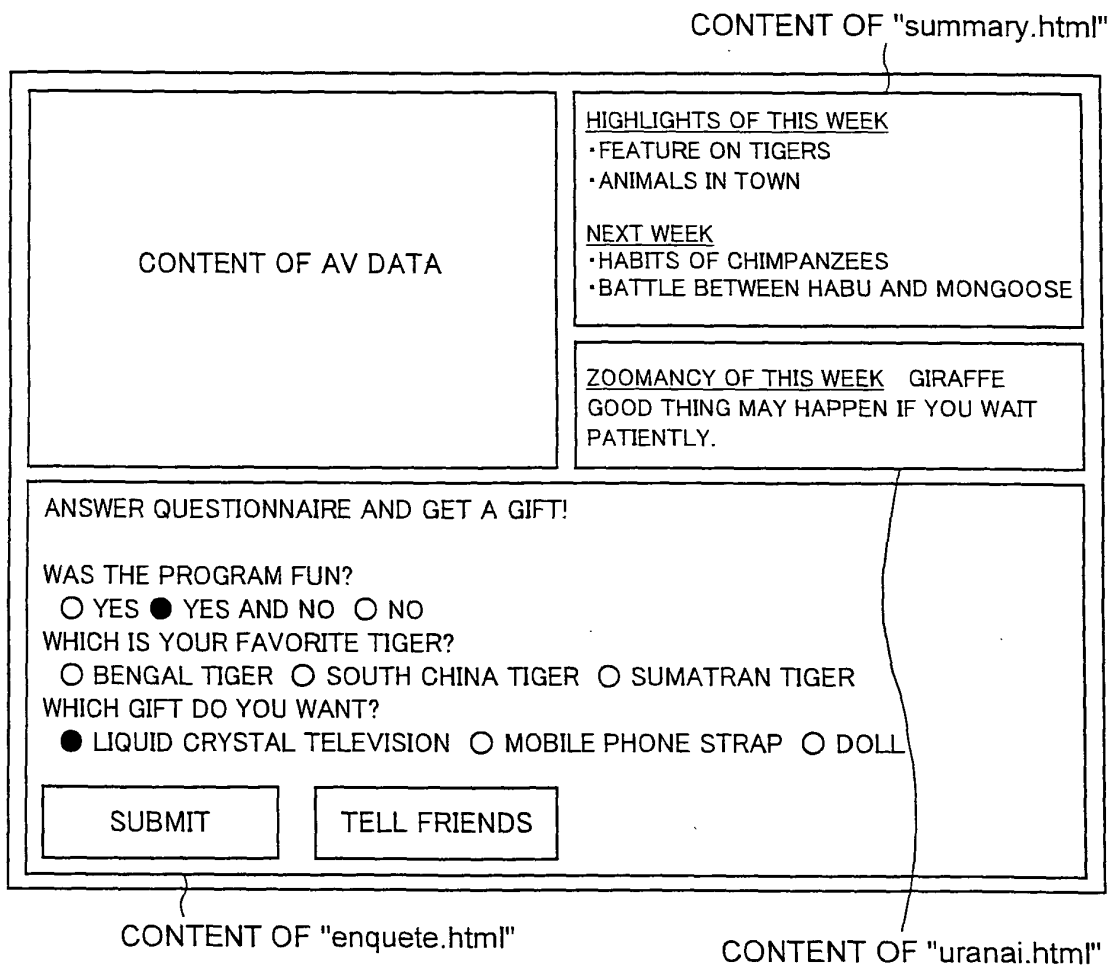 CONTENT OF "summary.html"
CONTENT OF AV DATA
HIGHLIGHTS OF THIS WEEK
·FEATURE ON TIGERS
·ANIMALS IN TOWN
NEXT WEEK
·HABITS OF CHIMPANZEES
·BATTLE BETWEEN HABU AND MONGOOSE
ZOOMANCY OF THIS WEEK GIRAFFE
GOOD THING MAY HAPPEN IF YOU WAIT
PATIENTLY.
ANSWER QUESTIONNAIRE AND GET A GIFT!
WAS THE PROGRAM FUN?
○ YES ● YES AND NO ○ NO
WHICH IS YOUR FAVORITE TIGER?
○ BENGAL TIGER ○ SOUTH CHINA TIGER ○ SUMATRAN TIGER
WHICH GIFT DO YOU WANT?
● LIQUID CRYSTAL TELEVISION ○ MOBILE PHONE STRAP ○ DOLL
SUBMIT TELL FRIENDS
CONTENT OF "enquete.html"
CONTENT OF "uranai.html"